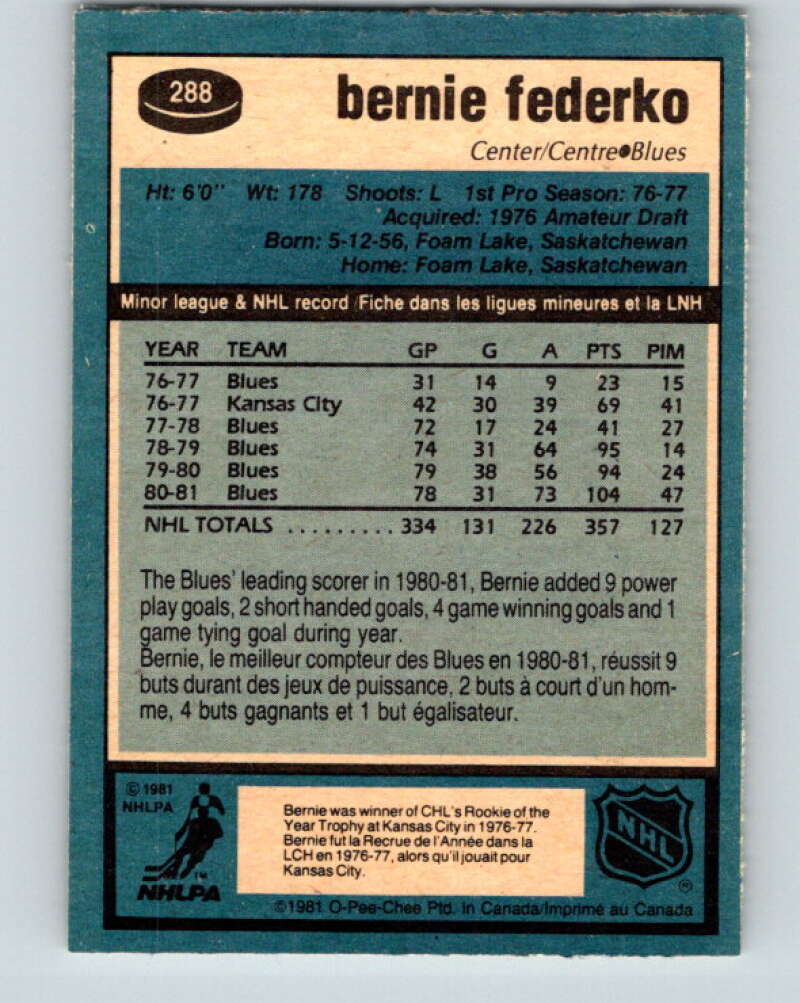 288
bernie federko
Center/Centre●Blues
Ht: 6'0" Wt: 178 Shoots: L 1st Pro Season: 76-77
Acquired: 1976 Amateur Draft
Born: 5-12-56, Foam Lake, Saskatchewan
Home: Foam Lake, Saskatchewan
Minor league & NHL record/Fiche dans les ligues mineures et la LNH
YEAR TEAM GP G A PTS PIM
76-77 Blues 31 14 9 23 15
76-77 Kansas City 42 30 39 69 41
77-78 Blues 72 17 24 41 27
78-79 Blues 74 31 64 95 14
79-80 Blues 79 38 56 94 24
80-81 Blues 78 31 73 104 47
NHL TOTALS ......... 334 131 226 357 127
The Blues' leading scorer in 1980-81, Bernie added 9 power
play goals, 2 short handed goals, 4 game winning goals and 1
game tying goal during year.
Bernie, le meilleur compteur des Blues en 1980-81, réussit 9
buts durant des jeux de puissance, 2 buts à court d'un hom-
me, 4 buts gagnants et 1 but égalisateur.
© 1981
NHLPA
TM
NHLPA
Bernie was winner of CHL's Rookie of the
Year Trophy at Kansas City in 1976-77.
Bernie fut la Recrue de l'Année dans la
LCH en 1976-77, alors qu'il jouait pour
Kansas City.
NHL
®
©1981 O-Pee-Chee Ptd. in Canada/Imprimé au Canada